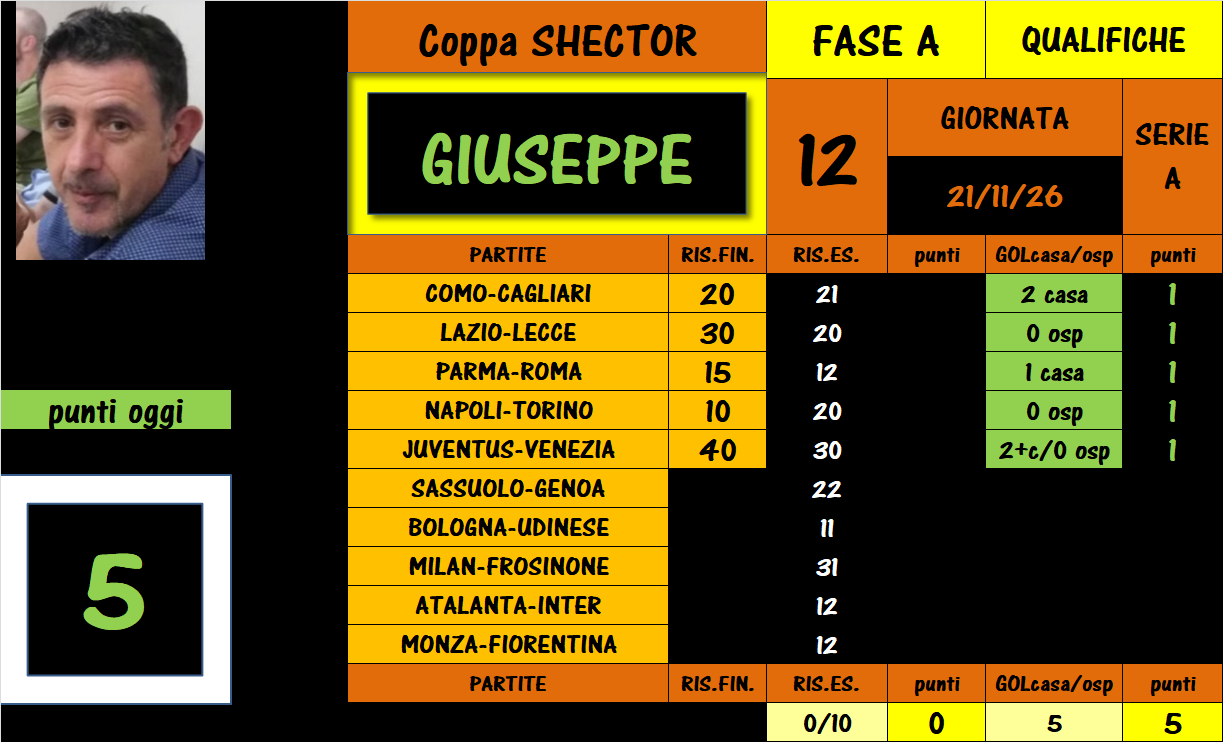 Coppa SHECTOR FASE A QUALIFICHE
GIUSEPPE 12 GIORNATA SERIE A
21/11/26
PARTITE RIS.FIN. RIS.ES. punti GOLcasa/osp punti
COMO-CAGLIARI 20 21 2 casa 1
LAZIO-LECCE 30 20 0 osp 1
PARMA-ROMA 15 12 1 casa 1
punti oggi
NAPOLI-TORINO 10 20 0 osp 1
JUVENTUS-VENEZIA 40 30 2+c/0 osp 1
SASSUOLO-GENOA 22
BOLOGNA-UDINESE 11
MILAN-FROSINONE 31
5
ATALANTA-INTER 12
MONZA-FIORENTINA 12
PARTITE RIS.FIN. RIS.ES. punti GOLcasa/osp punti
0/10 0 5 5